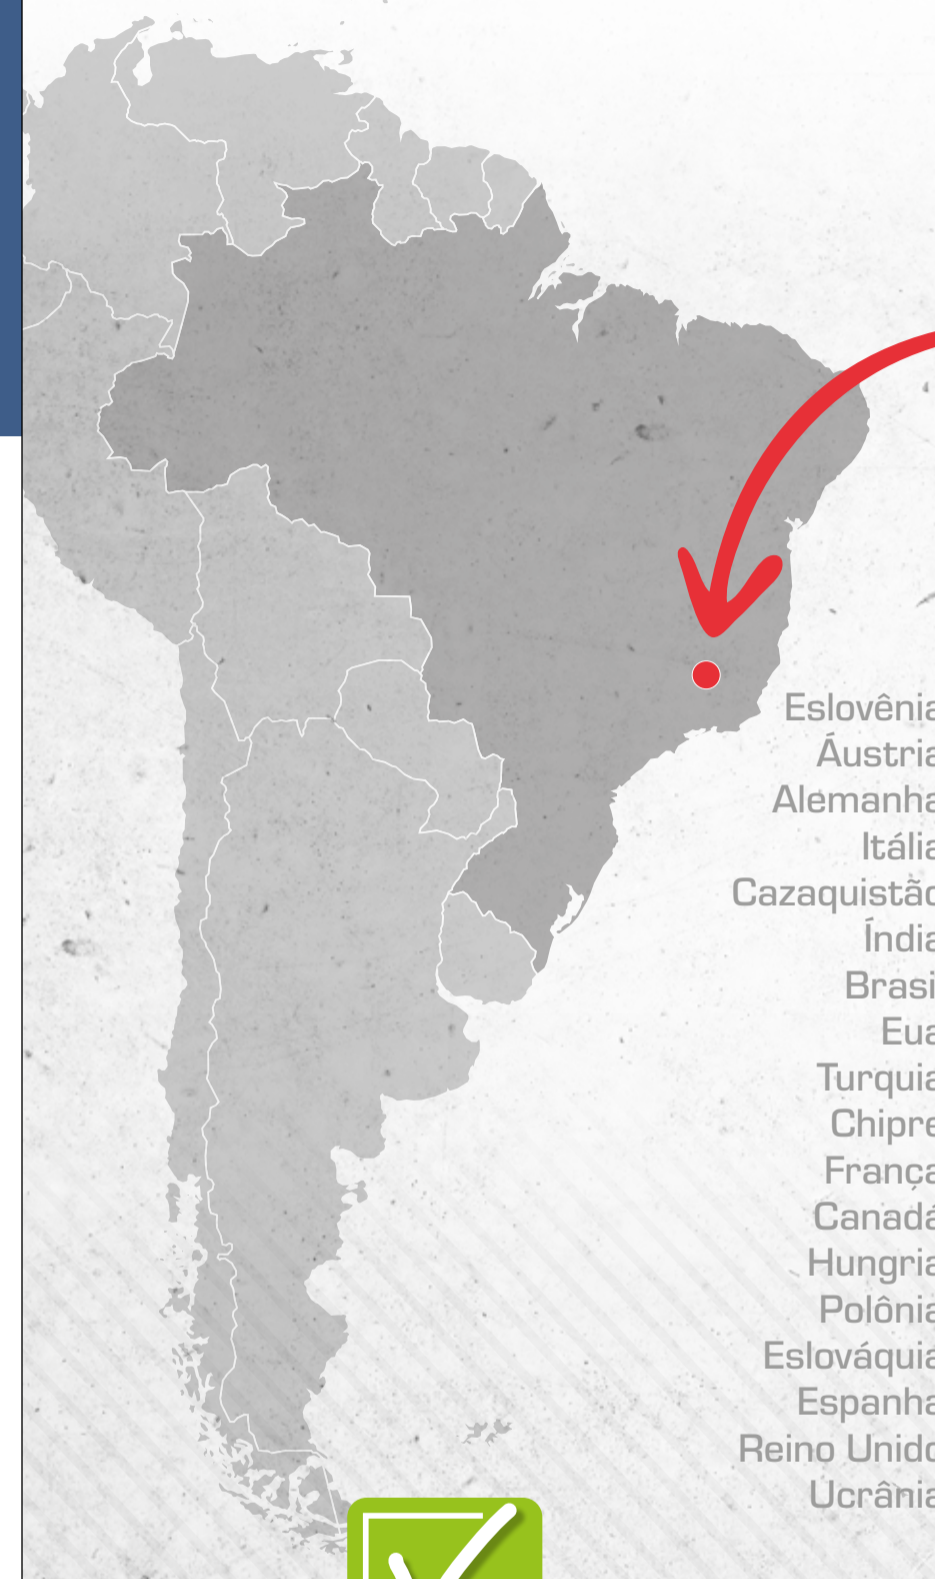 Eslovênia
Áustria
Alemanha
Itália
Cazaquistão
Índia
Brasil
Eua
Turquia
Chipre
França
Canadá
Hungria
Polônia
Eslováquia
Espanha
Reino Unido
Ucrânia